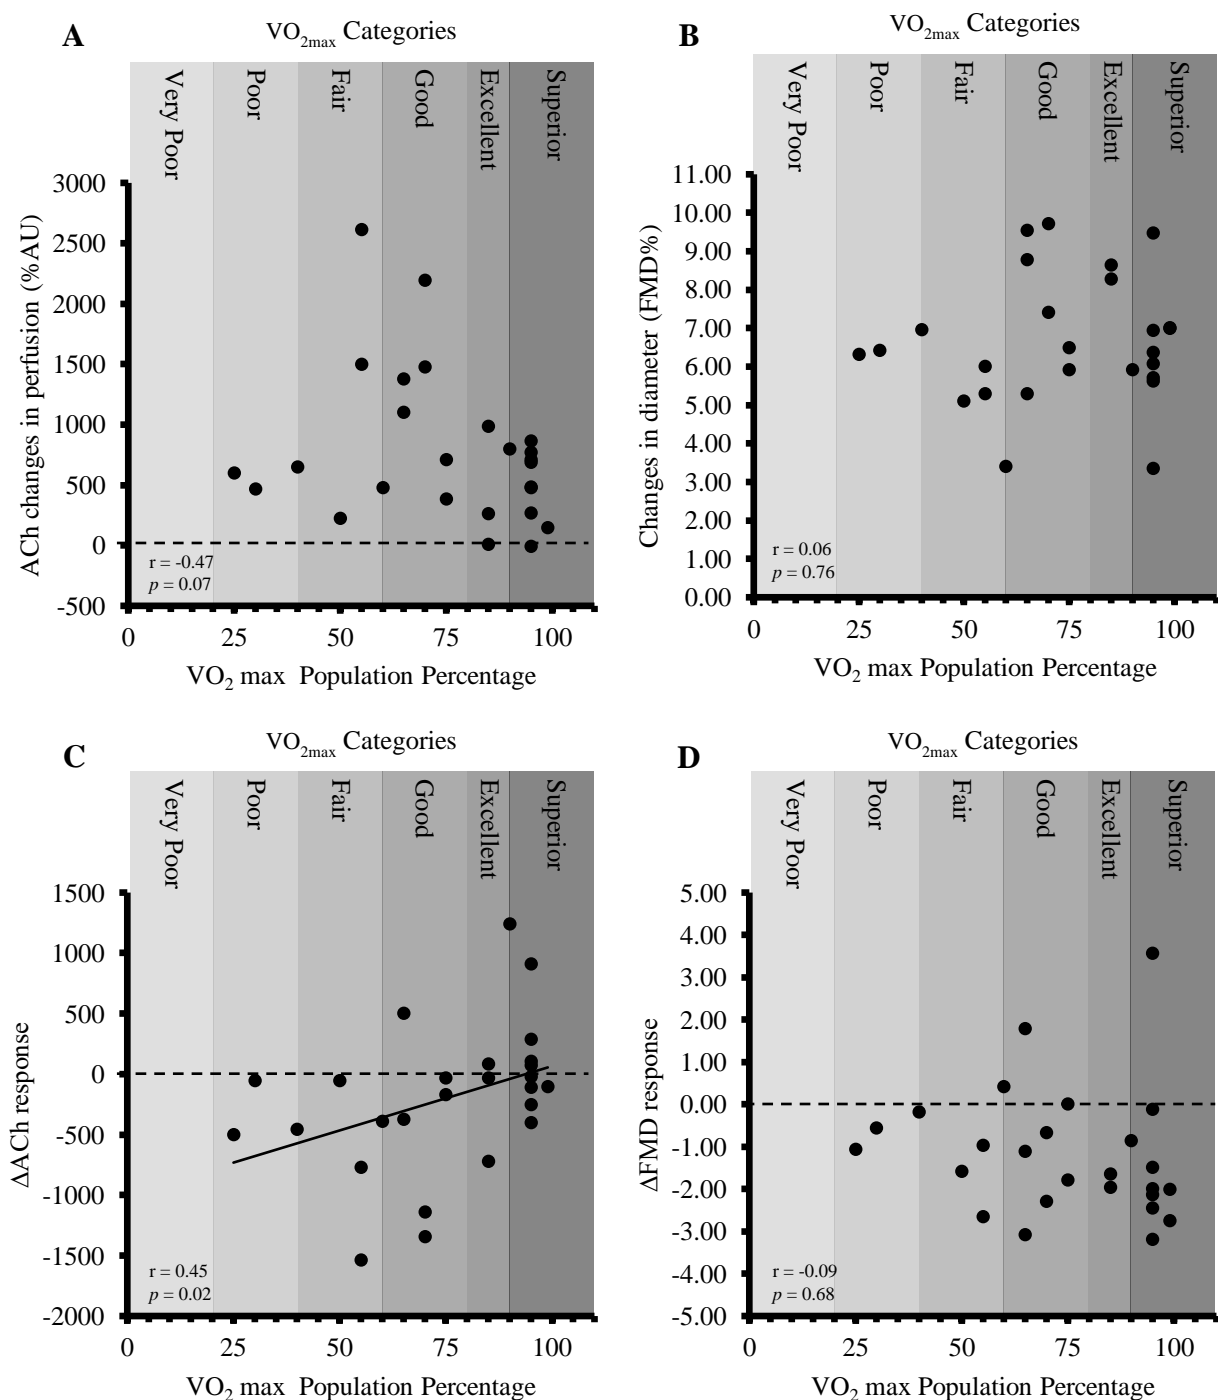 A
VO2max Categories
Very Poor
Poor
Fair
Good
Excellent
Superior
3000
2500
2000
1500
1000
500
0
-500
ACh changes in perfusion (%AU)
r = -0.47
p = 0.07
0 25 50 75 100
VO2 max Population Percentage
B
VO2max Categories
Very Poor
Poor
Fair
Good
Excellent
Superior
11.00
10.00
9.00
8.00
7.00
6.00
5.00
4.00
3.00
2.00
1.00
0.00
Changes in diameter (FMD%)
r = 0.06
p = 0.76
0 25 50 75 100
VO2 max Population Percentage
C
VO2max Categories
Very Poor
Poor
Fair
Good
Excellent
Superior
1500
1000
500
0
-500
-1000
-1500
-2000
ΔACh response
r = 0.45
p = 0.02
0 25 50 75 100
VO2 max Population Percentage
D
VO2max Categories
Very Poor
Poor
Fair
Good
Excellent
Superior
5.00
4.00
3.00
2.00
1.00
0.00
-1.00
-2.00
-3.00
-4.00
-5.00
ΔFMD response
r = -0.09
p = 0.68
0 25 50 75 100
VO2 max Population Percentage